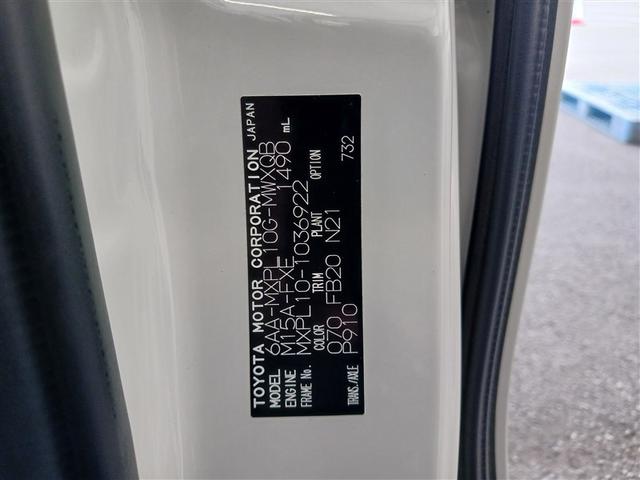 TOYOTA MOTOR CORPORATION JAPAN
MODEL 6AA-MXPL10G-MWXQB
ENGINE M15A-FXE 1490 mL
FRAME No. MXPL10-1036922
COLOR TRIM PLANT OPTION
070 FB20 N21 732
TRANS./AXLE P910